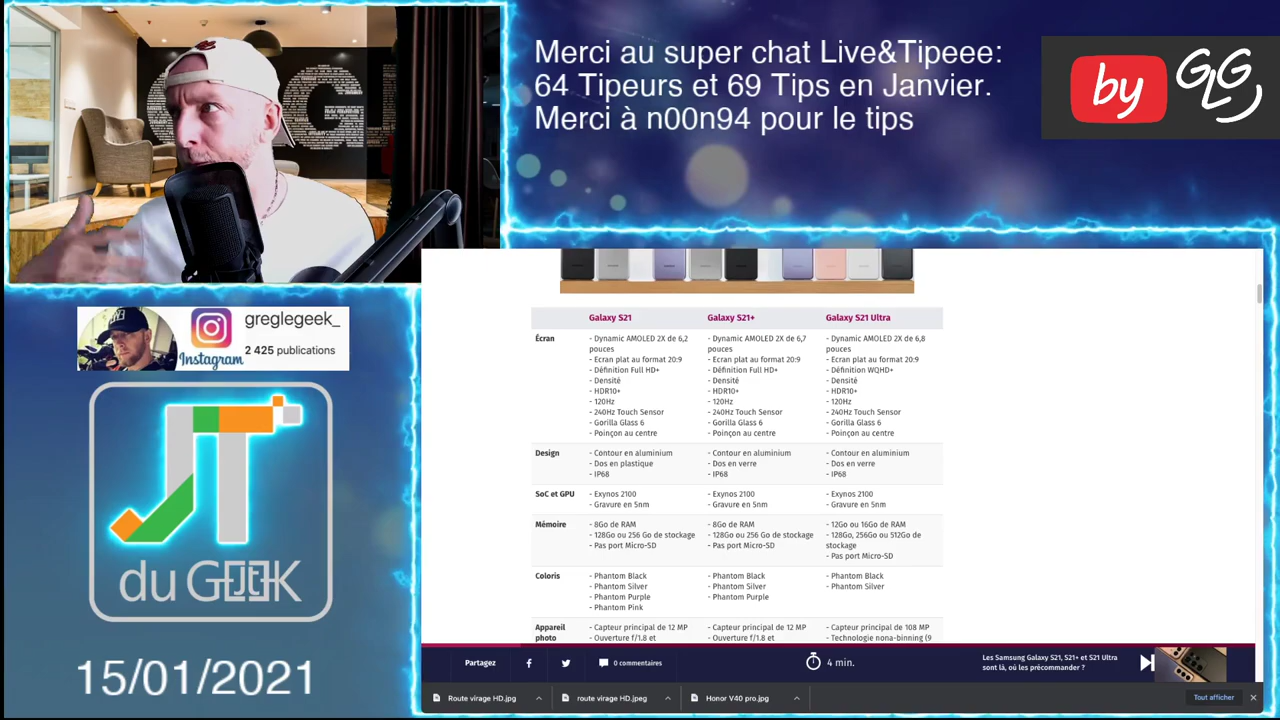 Merci au super chat Live&Tipeee:
64 Tipeurs et 69 Tips en Janvier.
Merci à n00n94 pour le tips
by GLG
greglegeek_
2 425 publications
Instagram
JT
du GEEK
15/01/2021
Galaxy S21 Galaxy S21+ Galaxy S21 Ultra
Écran
- Dynamic AMOLED 2X de 6,2
pouces
- Ecran plat au format 20:9
- Définition Full HD+
- Densité
- HDR10+
- 120Hz
- 240Hz Touch Sensor
- Gorilla Glass 6
- Poinçon au centre
- Dynamic AMOLED 2X de 6,7
pouces
- Ecran plat au format 20:9
- Définition Full HD+
- Densité
- HDR10+
- 120Hz
- 240Hz Touch Sensor
- Gorilla Glass 6
- Poinçon au centre
- Dynamic AMOLED 2X de 6,8
pouces
- Ecran plat au format 20:9
- Définition WQHD+
- Densité
- HDR10+
- 120Hz
- 240Hz Touch Sensor
- Gorilla Glass 6
- Poinçon au centre
Design
- Contour en aluminium
- Dos en plastique
- IP68
- Contour en aluminium
- Dos en verre
- IP68
- Contour en aluminium
- Dos en verre
- IP68
SoC et GPU
- Exynos 2100
- Gravure en 5nm
- Exynos 2100
- Gravure en 5nm
- Exynos 2100
- Gravure en 5nm
Mémoire
- 8Go de RAM
- 128Go ou 256 Go de stockage
- Pas port Micro-SD
- 8Go de RAM
- 128Go ou 256 Go de stockage
- Pas port Micro-SD
- 12Go ou 16Go de RAM
- 128Go, 256Go ou 512Go de
stockage
- Pas port Micro-SD
Coloris
- Phantom Black
- Phantom Silver
- Phantom Purple
- Phantom Pink
- Phantom Black
- Phantom Silver
- Phantom Purple
- Phantom Black
- Phantom Silver
Appareil
photo
- Capteur principal de 12 MP
- Ouverture f/1.8 et
- Capteur principal de 12 MP
- Ouverture f/1.8 et
- Capteur principal de 108 MP
- Technologie nona-binning (9
Partagez
0 commentaires
4 min.
Les Samsung Galaxy S21, S21+ et S21 Ultra
sont là, où les précommander ?
Route virage HD.jpg
route virage HD.jpeg
Honor V40 pro.jpg
Tout afficher